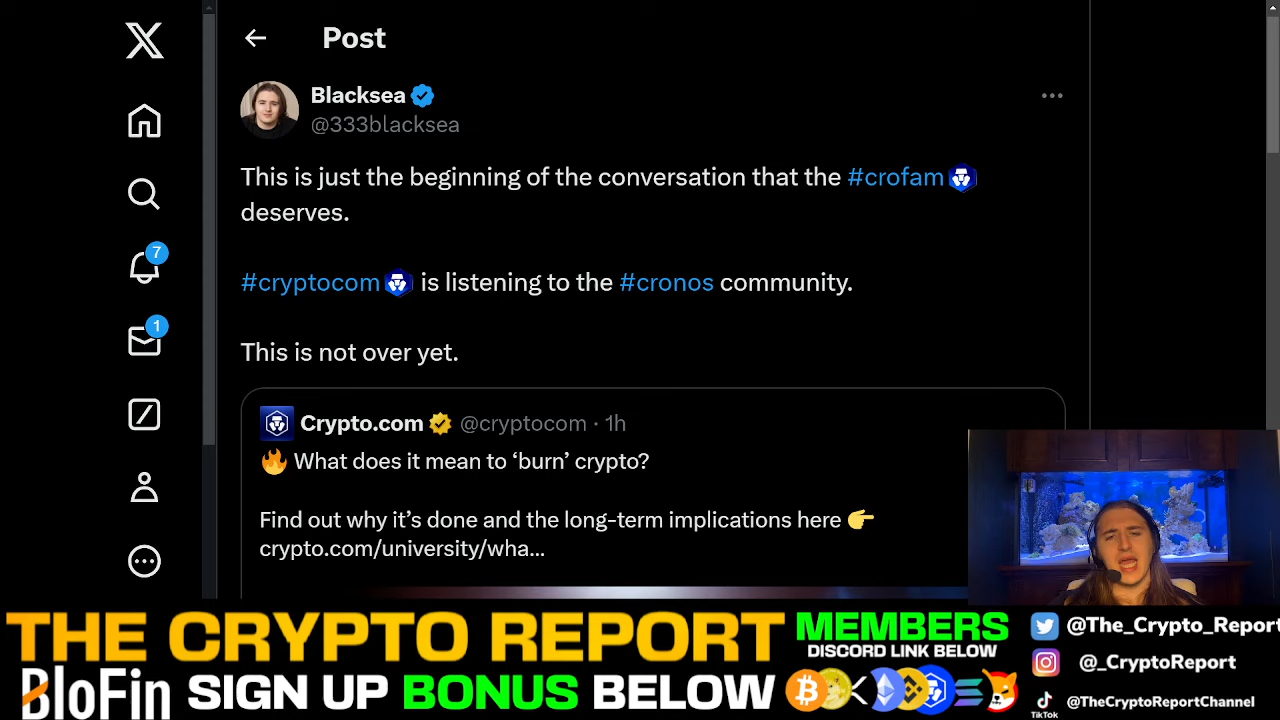 Post
Blacksea
@333blacksea
This is just the beginning of the conversation that the #crofam
deserves.
#cryptocom is listening to the #cronos community.
This is not over yet.
Crypto.com @cryptocom · 1h
🔥 What does it mean to ‘burn’ crypto?
Find out why it’s done and the long-term implications here 👉
crypto.com/university/wha...
7
1
THE CRYPTO REPORT
MEMBERS
DISCORD LINK BELOW
BloFin SIGN UP BONUS BELOW
@The_Crypto_Report
@_CryptoReport
TikTok
@TheCryptoReportChannel